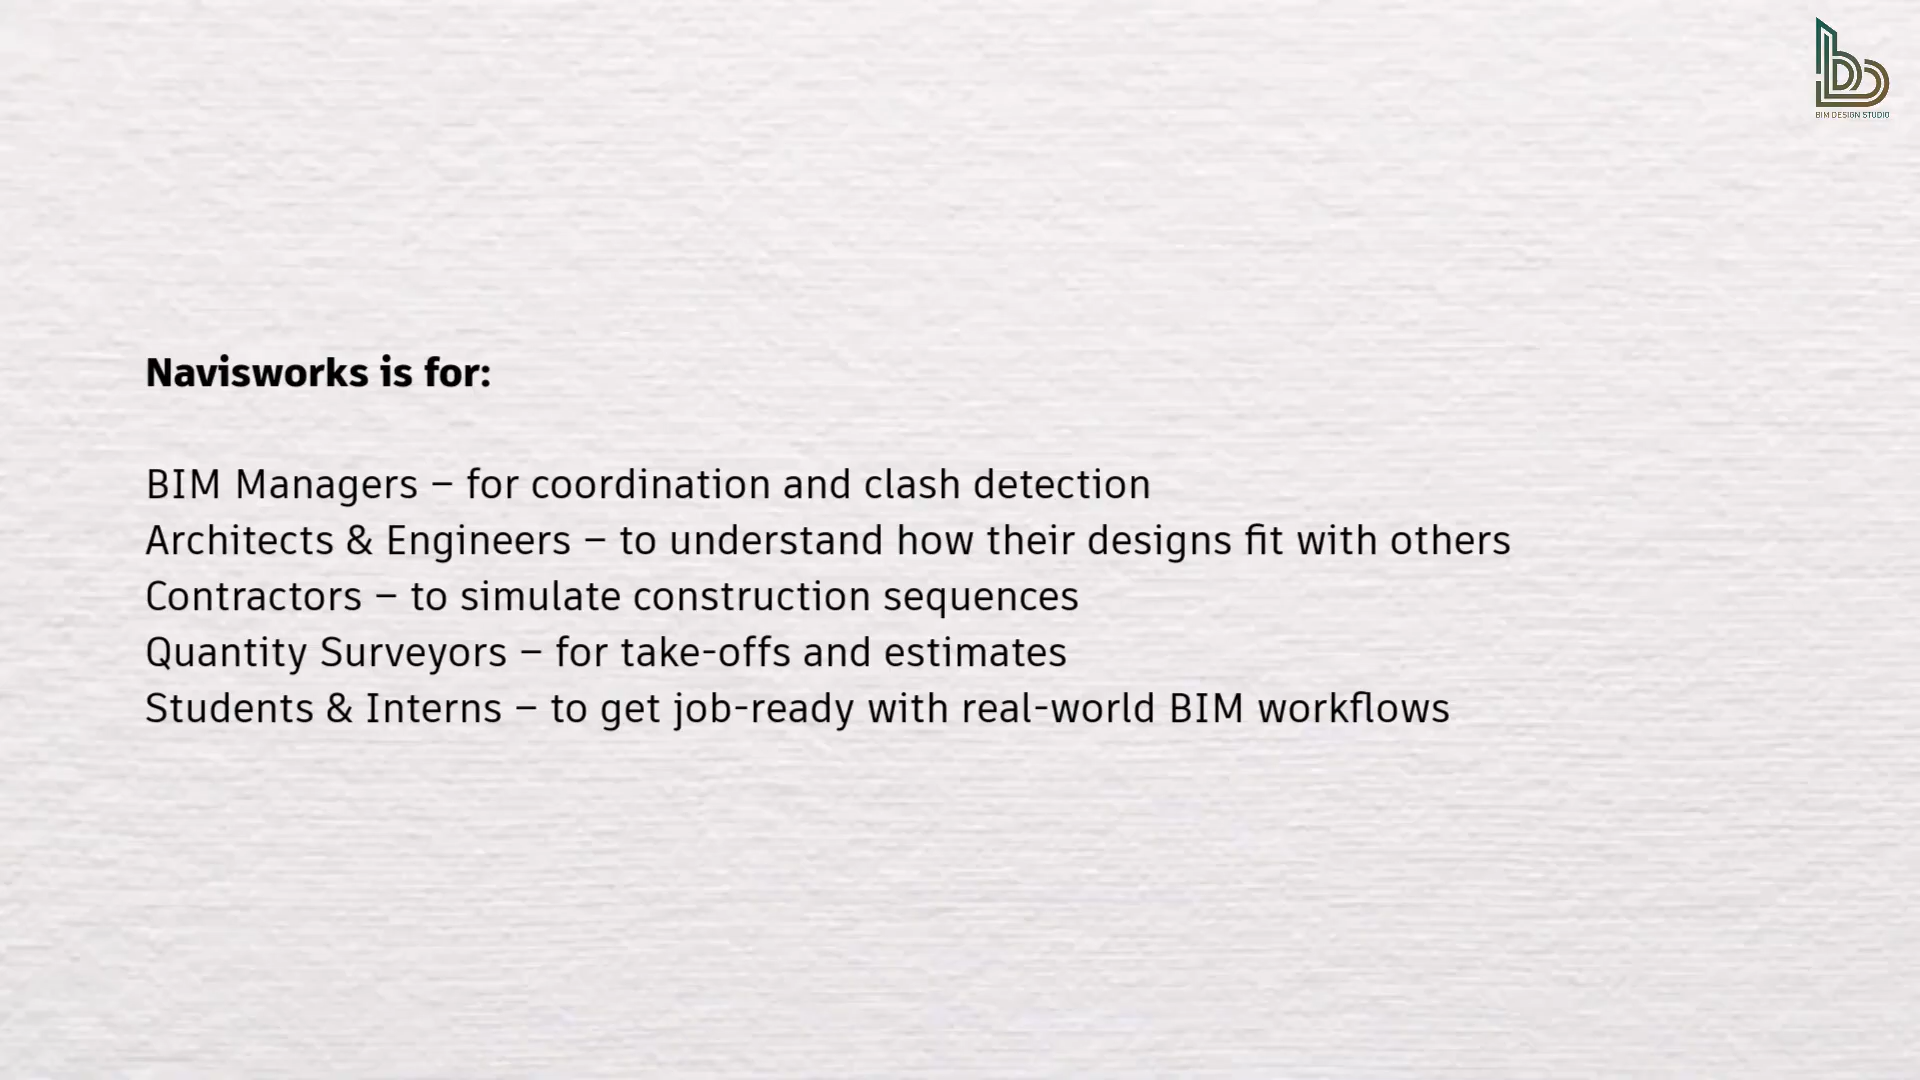 BIM DESIGN STUDIO
Navisworks is for:
BIM Managers – for coordination and clash detection
Architects & Engineers – to understand how their designs fit with others
Contractors – to simulate construction sequences
Quantity Surveyors – for take-offs and estimates
Students & Interns – to get job-ready with real-world BIM workflows